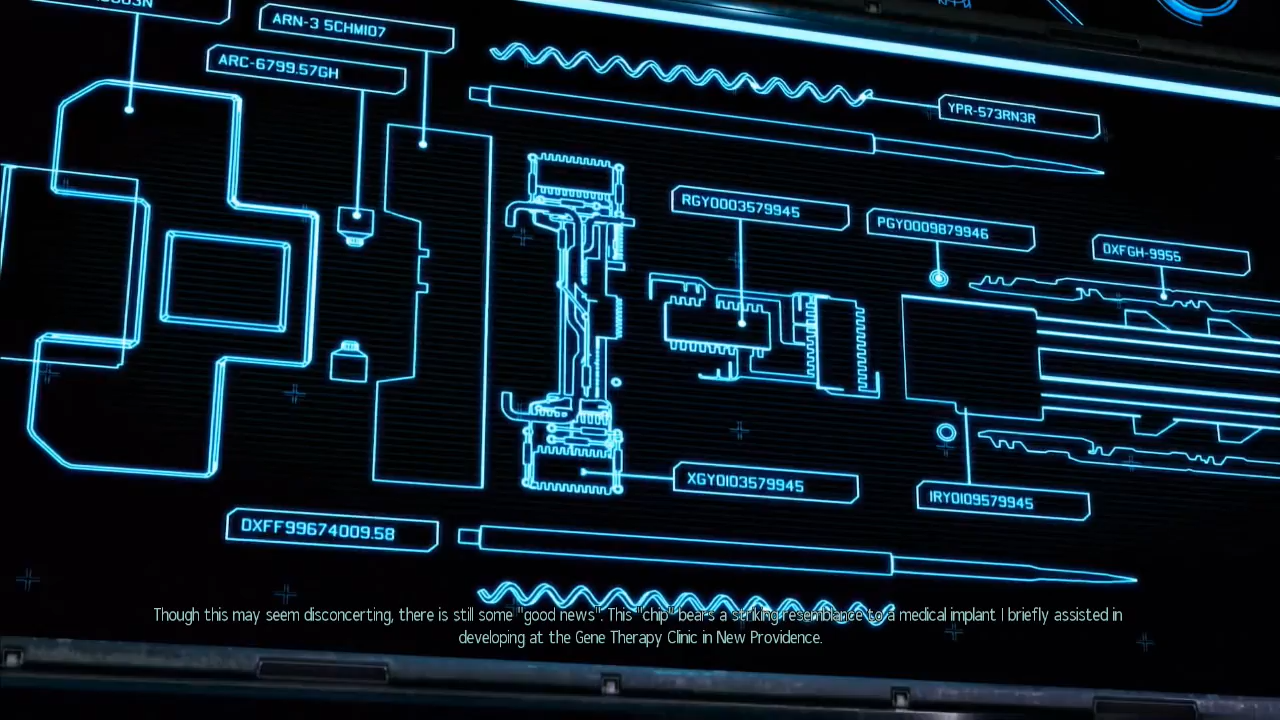 ARN-3 5CHMI07
ARC-6799.57GH
YPR-573RN3R
RGY0003579945
PGY0009879946
DXFGH-9955
XGY0103579945
IRY0109579945
DXFF99674009.58
Though this may seem disconcerting, there is still some "good news". This "chip" bears a striking resemblance to a medical implant I briefly assisted in
developing at the Gene Therapy Clinic in New Providence.